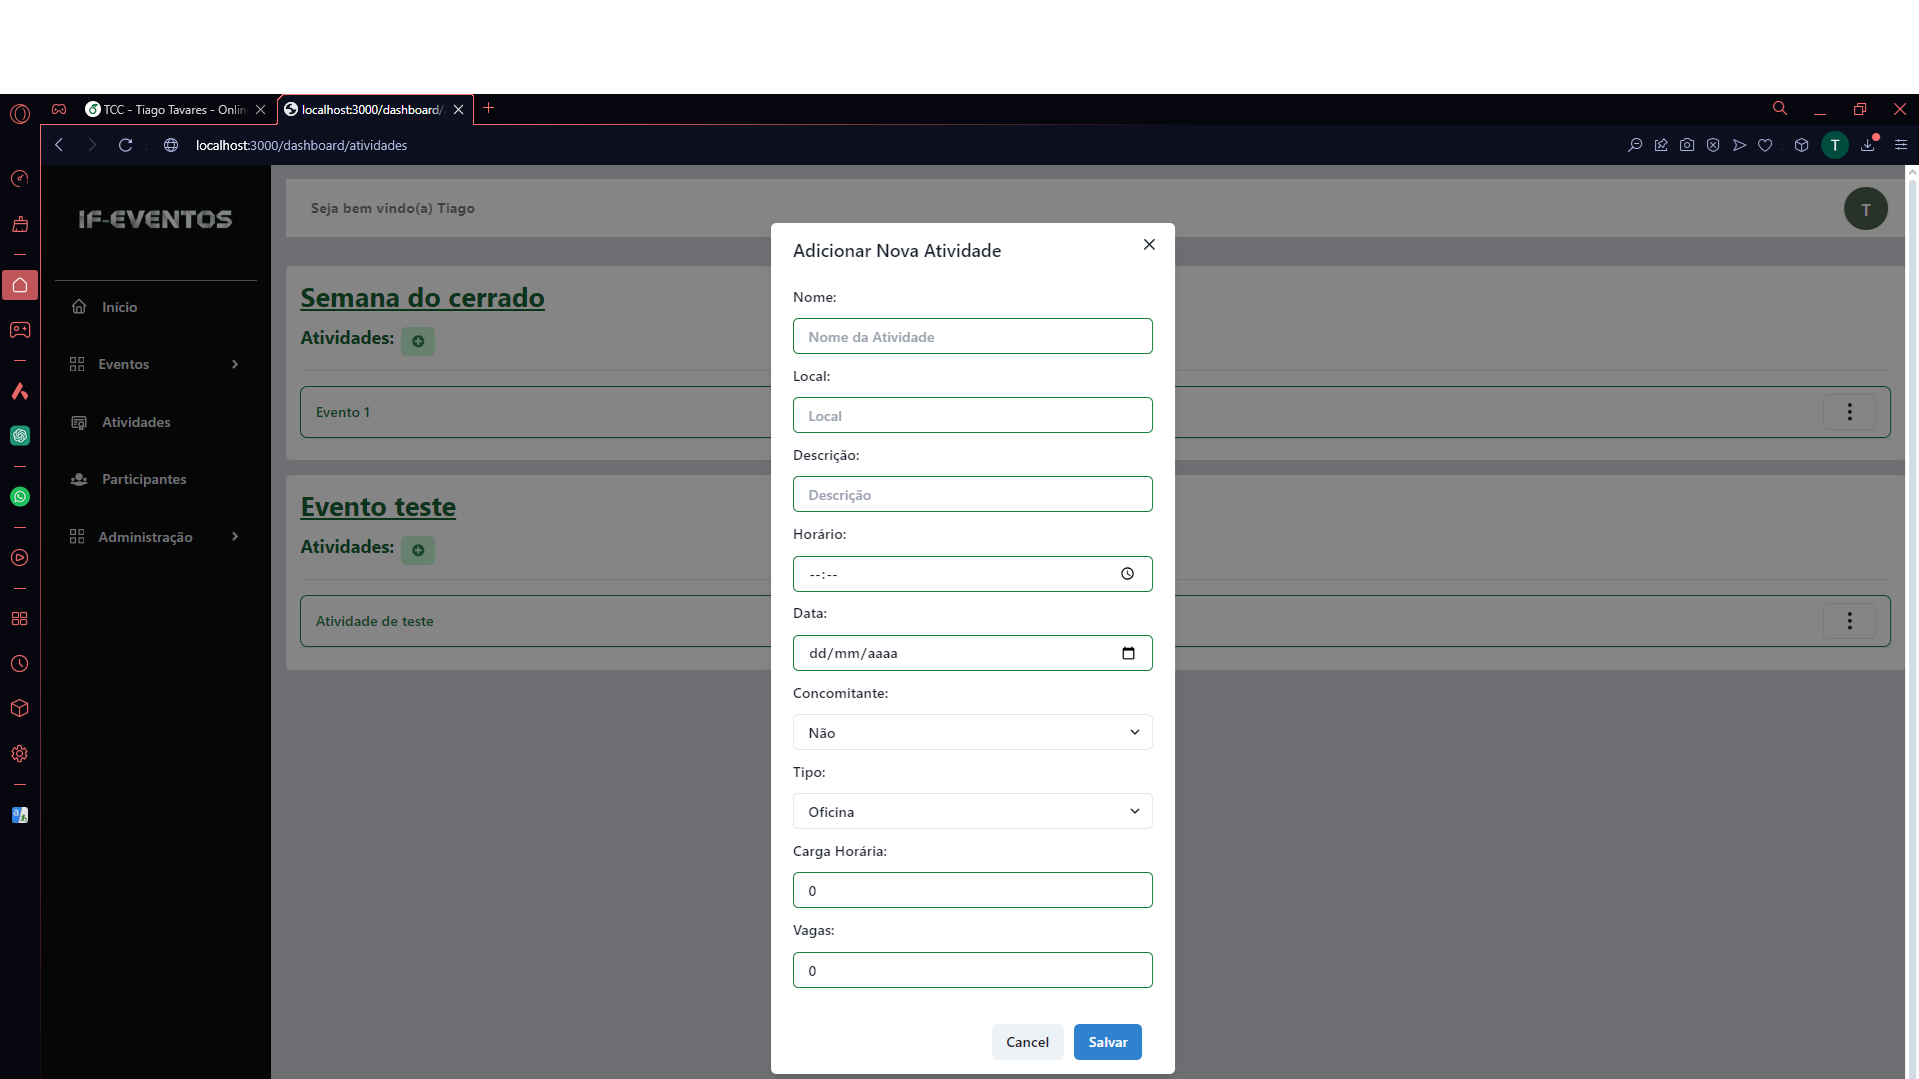 TCC - Tiago Tavares - Onlin
localhost:3000/dashboard/
localhost:3000/dashboard/atividades
T
IF-EVENTOS
Início
Eventos
Atividades
Participantes
Administração
Seja bem vindo(a) Tiago
T
Semana do cerrado
Atividades:
Evento 1
Evento teste
Atividades:
Atividade de teste
Adicionar Nova Atividade
Nome:
Nome da Atividade
Local:
Local
Descrição:
Descrição
Horário:
--:--
Data:
dd/mm/aaaa
Concomitante:
Não
Tipo:
Oficina
Carga Horária:
0
Vagas:
0
Cancel
Salvar